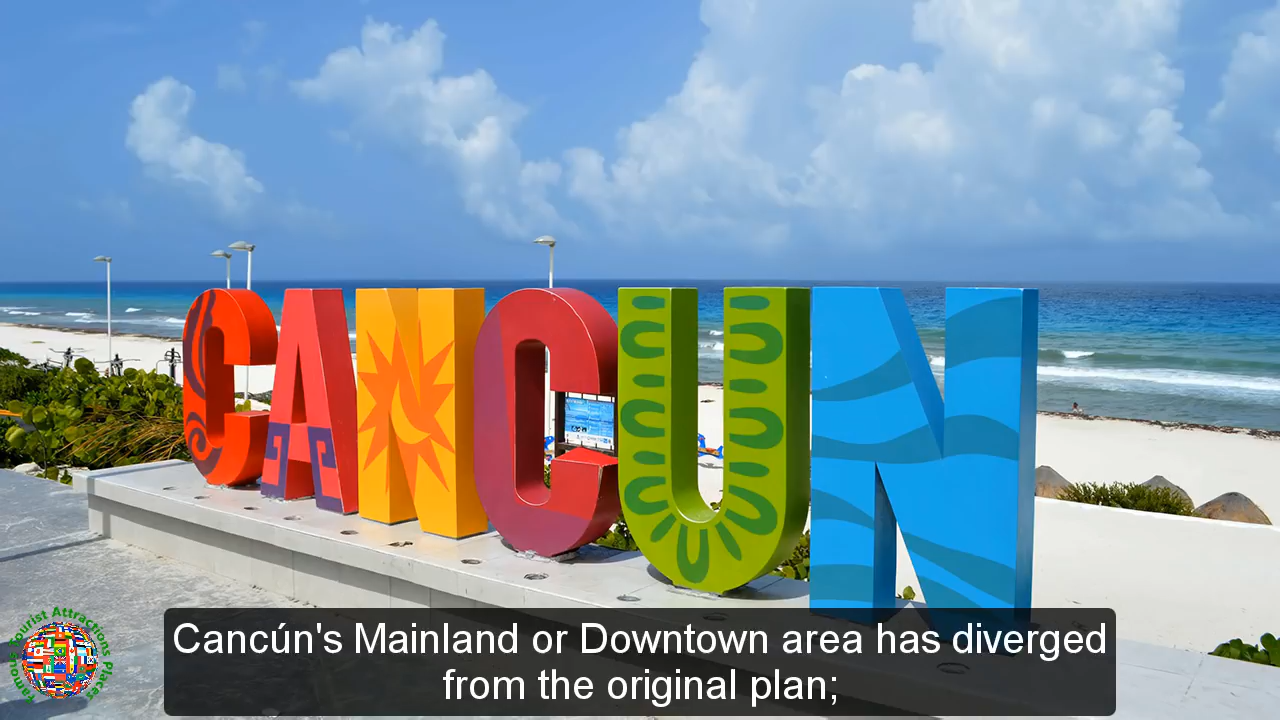 CANCUN
Cancún's Mainland or Downtown area has diverged
from the original plan;
Famous Tourist Attractions Places